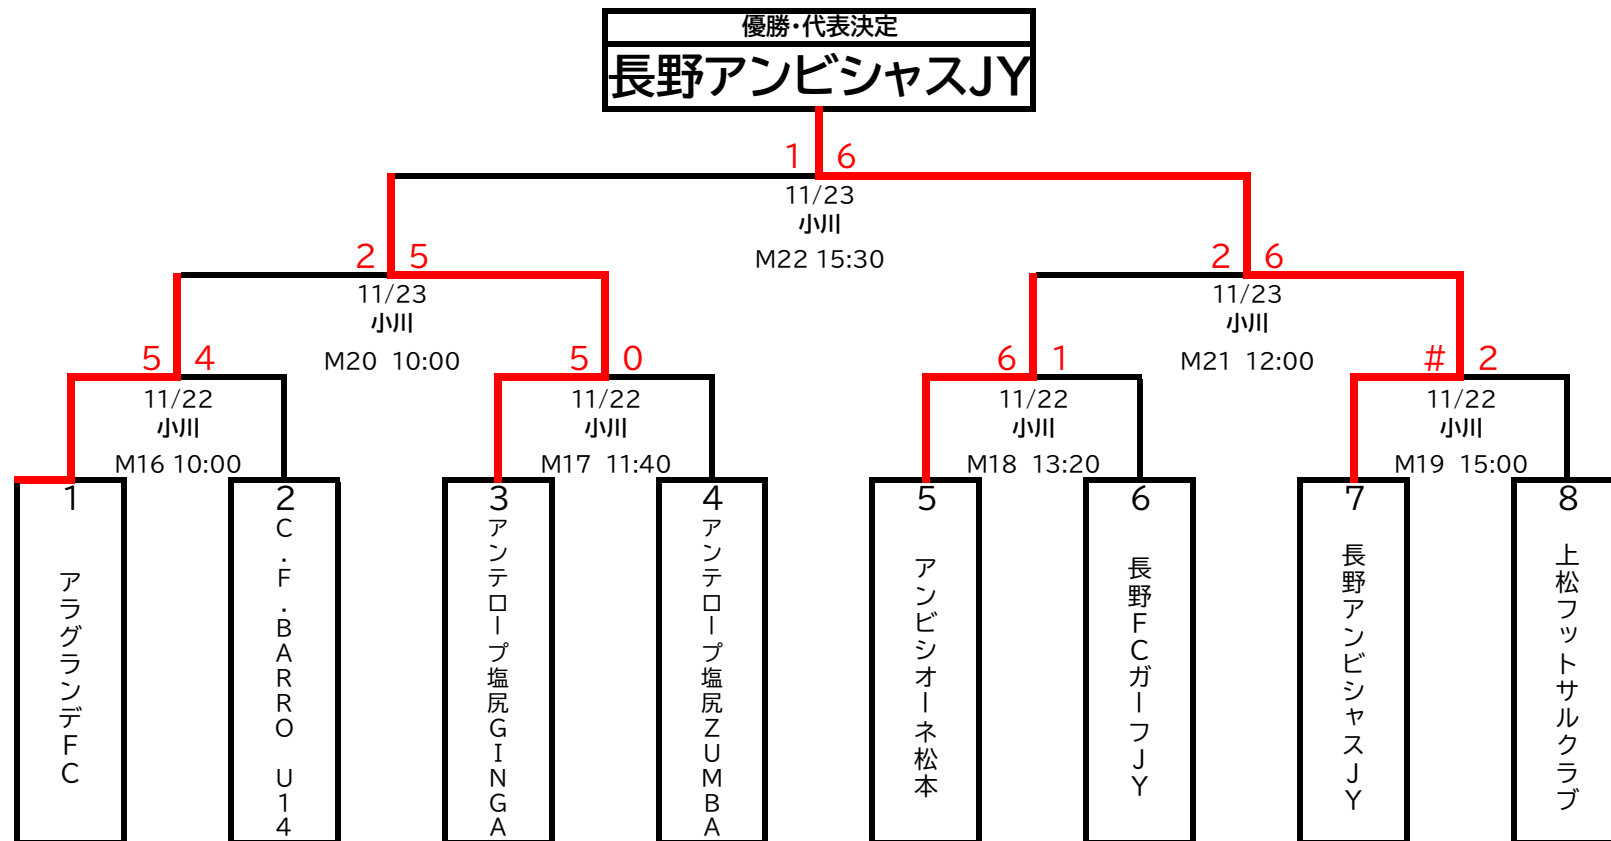 優勝・代表決定
長野アンビシャスJY
1 6
11/23
小川
M22 15:30
2 5
11/23
小川
M20 10:00
2 6
11/23
小川
M21 12:00
5 4
11/22
小川
M16 10:00
5 0
11/22
小川
M17 11:40
6 1
11/22
小川
M18 13:20
# 2
11/22
小川
M19 15:00
1
アラグランデFC
2
C.F.BARRO U14
3
アンテロープ塩尻GINGA
4
アンテロープ塩尻ZUMBA
5
アンビシオーネ松本
6
長野FCガーフJY
7
長野アンビシャスJY
8
上松フットサルクラブ